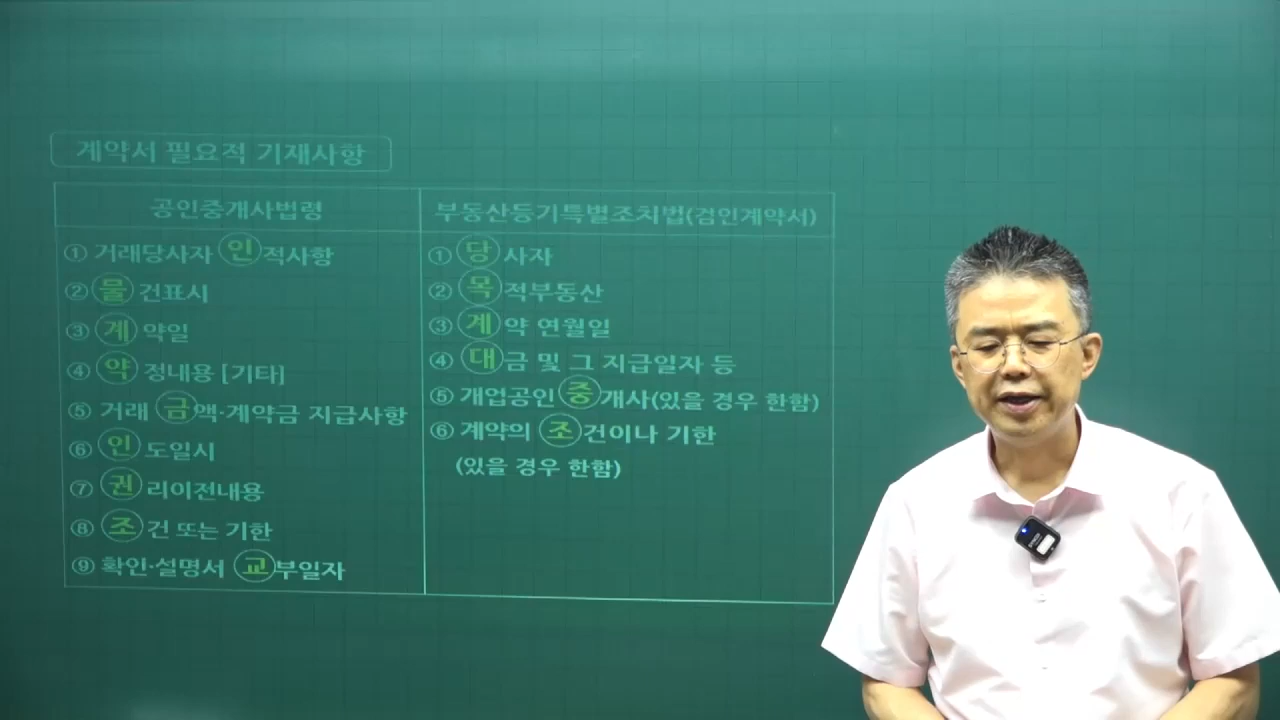 계약서 필요적 기재사항
공인중개사법령
① 거래당사자 인적사항
② 물건표시
③ 계약일
④ 약정내용 [기타]
⑤ 거래 금액·계약금 지급사항
⑥ 인도일시
⑦ 권리이전내용
⑧ 조건 또는 기한
⑨ 확인·설명서 교부일자
부동산등기특별조치법(검인계약서)
① 당사자
② 목적부동산
③ 계약 연월일
④ 대금 및 그 지급일자 등
⑤ 개업공인중개사(있을 경우 한함)
⑥ 계약의 조건이나 기한
(있을 경우 한함)